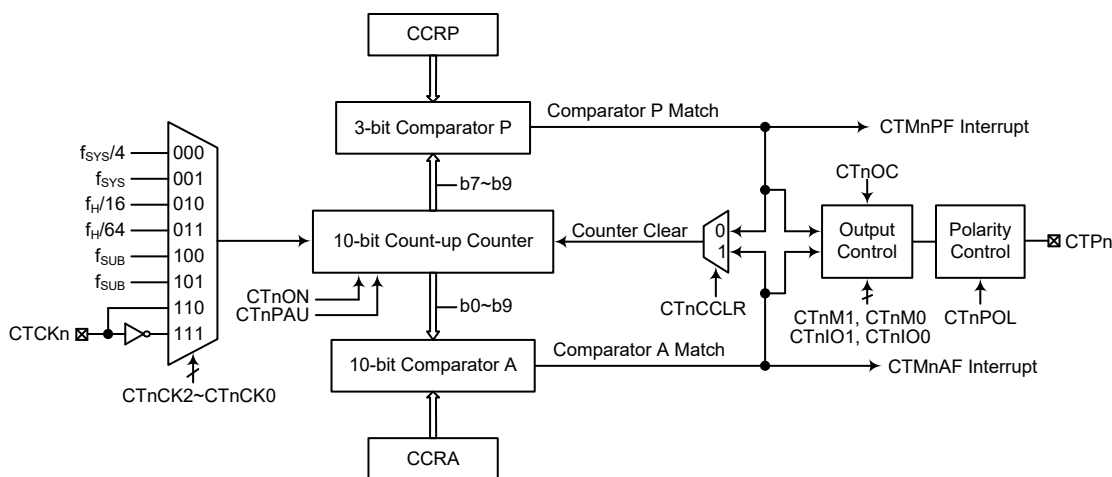 CCRP
3-bit Comparator P
Comparator P Match
CTMnPF Interrupt
fSYS/4
000
fSYS
001
fH/16
010
fH/64
011
fSUB
100
fSUB
101
110
111
CTCKn
CTnCK2~CTnCK0
b7~b9
10-bit Count-up Counter
CTnON
CTnPAU
b0~b9
Counter Clear
0
1
CTnCCLR
CTnOC
Output
Control
CTnM1, CTnM0
CTnIO1, CTnIO0
Polarity
Control
CTnPOL
CTPn
10-bit Comparator A
Comparator A Match
CTMnAF Interrupt
CCRA